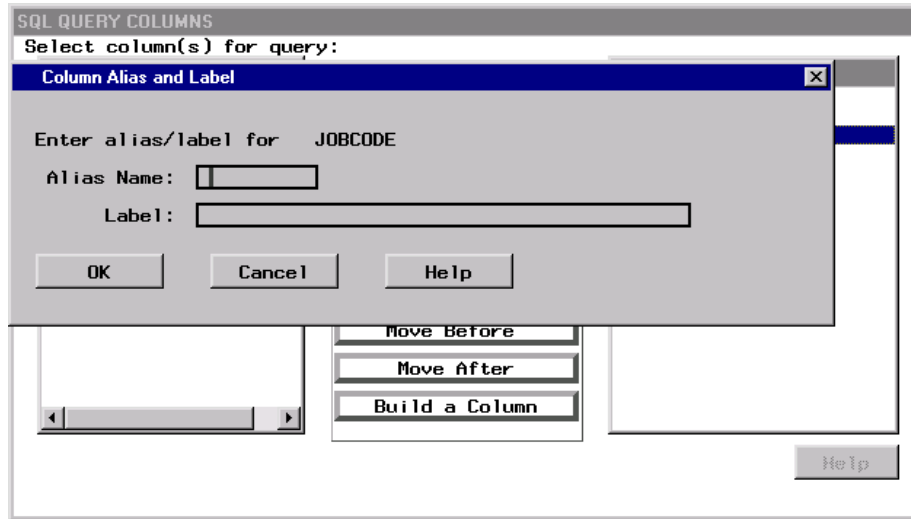 SQL QUERY COLUMNS
Select column(s) for query:
Column Alias and Label
Enter alias/label for JOBCODE
Alias Name:
Label:
OK Cancel Help
Move Before
Move After
Build a Column
Help